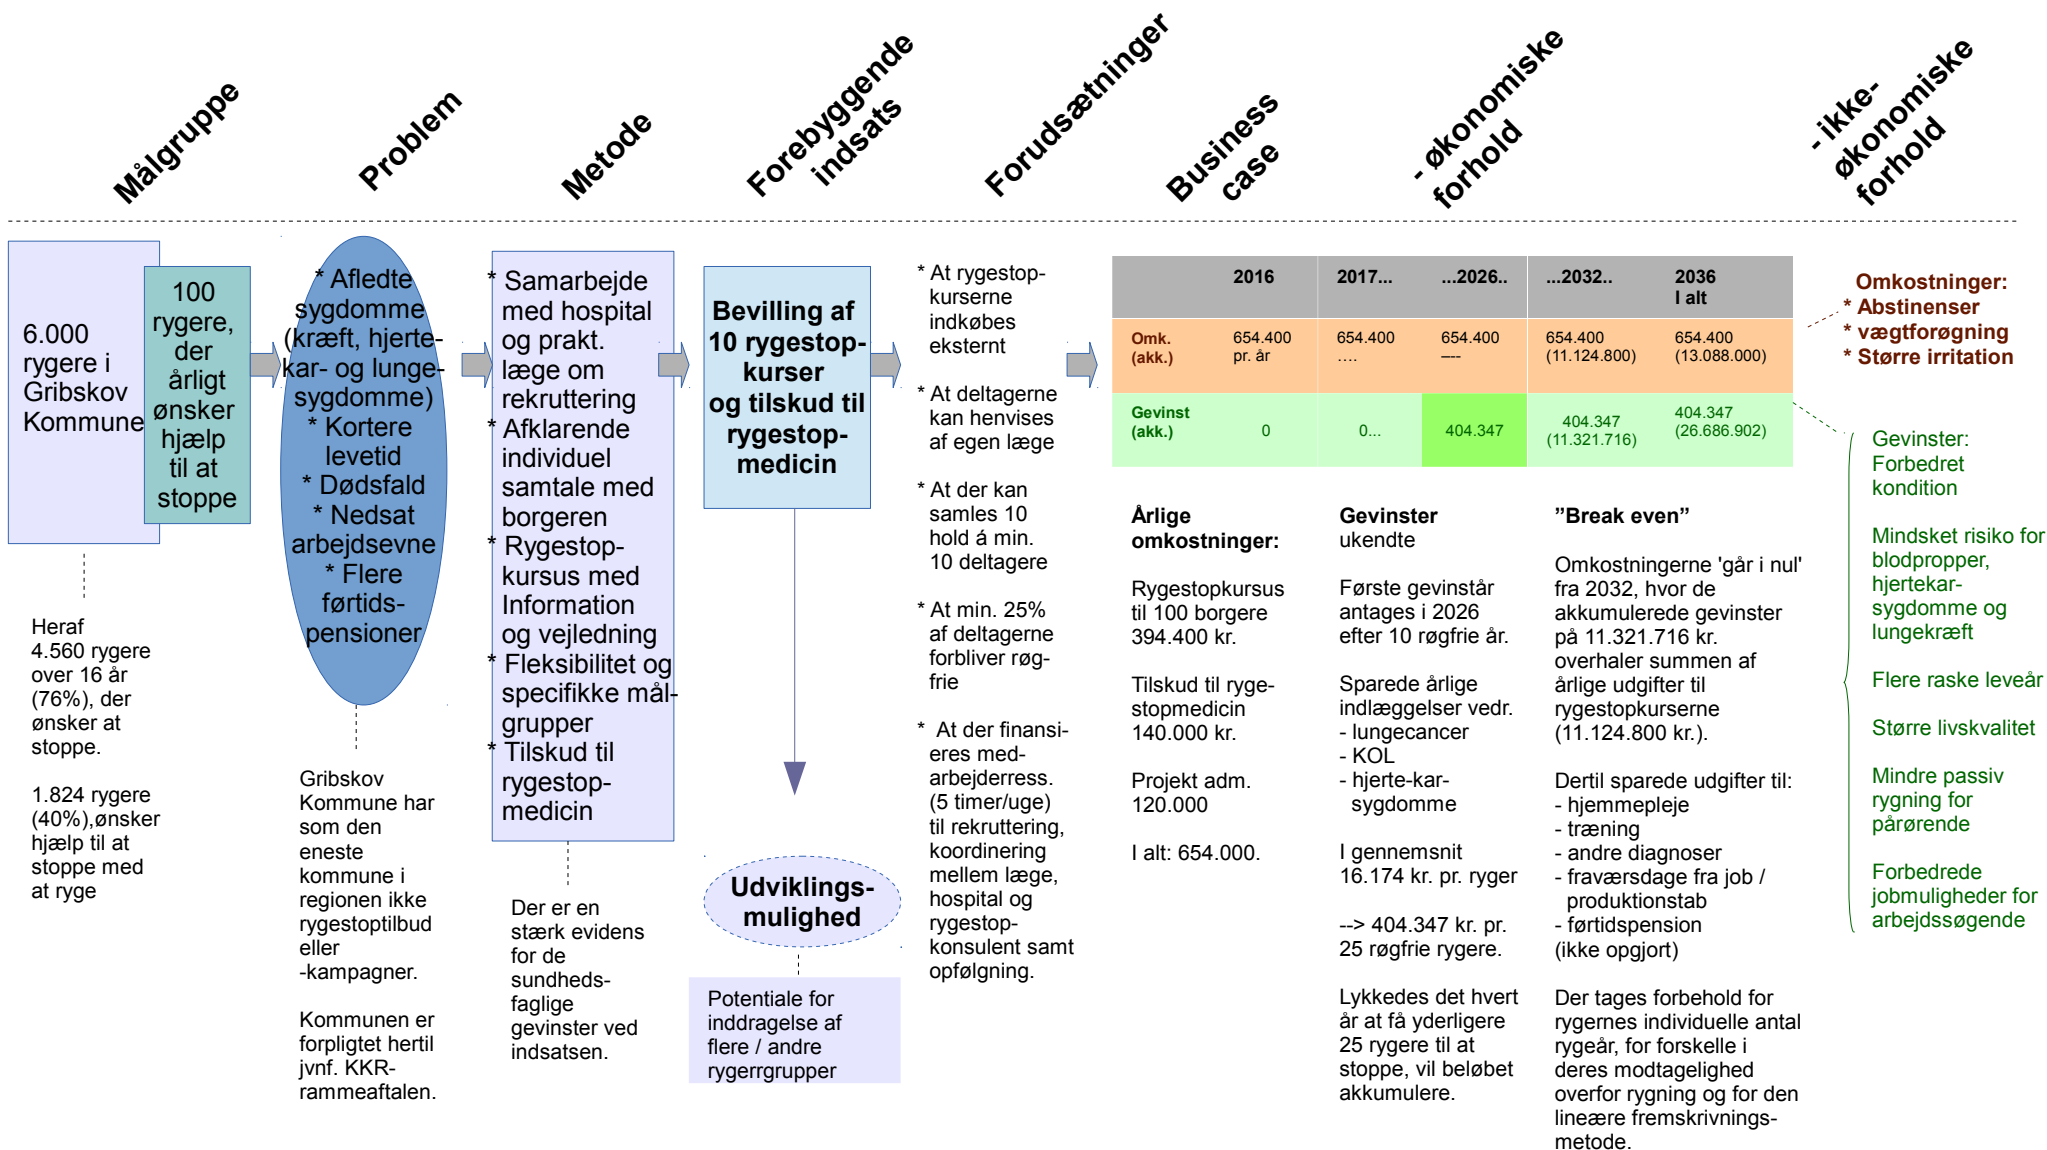 Målgruppe
Problem
Metode
Forebyggende
indsats
Forudsætninger
Business
case
- økonomiske
forhold
- ikke-
økonomiske
forhold
6.000
rygere i
Gribskov
Kommune
100
rygere,
der
årligt
ønsker
hjælp
til at
stoppe
Heraf
4.560 rygere
over 16 år
(76%), der
ønsker at
stoppe.
1.824 rygere
(40%),ønsker
hjælp til at
stoppe med
at ryge
* Afledte
sygdomme
(kræft, hjerte-
kar- og lunge-
sygdomme)
* Kortere
levetid
* Dødsfald
* Nedsat
arbejdsevne
* Flere
førtids-
pensioner
Gribskov
Kommune har
som den
eneste
kommune i
regionen ikke
rygestoptilbud
eller
-kampagner.
Kommunen er
forpligtet hertil
jvnf. KKR-
rammeaftalen.
* Samarbejde
med hospital
og prakt.
læge om
rekruttering
* Afklarende
individuel
samtale med
borgeren
* Rygestop-
kursus med
Information
og vejledning
* Fleksibilitet og
specifikke mål-
grupper
* Tilskud til
rygestop-
medicin
Der er en
stærk evidens
for de
sundheds-
faglige
gevinster ved
indsatsen.
Bevilling af
10 rygestop-
kurser
og tilskud til
rygestop-
medicin
Udviklings-
mulighed
Potentiale for
inddragelse af
flere / andre
rygerrgrupper
* At rygestop-
kurserne
indkøbes
eksternt
* At deltagerne
kan henvises
af egen læge
* At der kan
samles 10
hold á min.
10 deltagere
* At min. 25%
af deltagerne
forbliver røg-
frie
* At der finansi-
eres med-
arbejderress.
(5 timer/uge)
til rekruttering,
koordinering
mellem læge,
hospital og
rygestop-
konsulent samt
opfølgning.
2016 2017... ...2026.. ...2032.. 2036
I alt
Omk. 654.400 654.400 654.400 654.400 654.400
(akk.) pr. år .... ---- (11.124.800) (13.088.000)
Gevinst 404.347 404.347
(akk.) 0 0... 404.347 (11.321.716) (26.686.902)
Årlige
omkostninger:
Rygestopkursus
til 100 borgere
394.400 kr.
Tilskud til ryge-
stopmedicin
140.000 kr.
Projekt adm.
120.000
I alt: 654.000.
Gevinster
ukendte
Første gevinstår
antages i 2026
efter 10 røgfrie år.
Sparede årlige
indlæggelser vedr.
- lungecancer
- KOL
- hjerte-kar-
sygdomme
I gennemsnit
16.174 kr. pr. ryger
--> 404.347 kr. pr.
25 røgfrie rygere.
Lykkedes det hvert
år at få yderligere
25 rygere til at
stoppe, vil beløbet
akkumulere.
”Break even”
Omkostningerne 'går i nul'
fra 2032, hvor de
akkumulerede gevinster
på 11.321.716 kr.
overhaler summen af
årlige udgifter til
rygestopkurserne
(11.124.800 kr.).
Dertil sparede udgifter til:
- hjemmepleje
- træning
- andre diagnoser
- fraværsdage fra job /
produktionstab
- førtidspension
(ikke opgjort)
Der tages forbehold for
rygernes individuelle antal
rygeår, for forskelle i
deres modtagelighed
overfor rygning og for den
lineære fremskrivnings-
metode.
Omkostninger:
* Abstinenser
* vægtforøgning
* Større irritation
Gevinster:
Forbedret
kondition
Mindsket risiko for
blodpropper,
hjertekar-
sygdomme og
lungekræft
Flere raske leveår
Større livskvalitet
Mindre passiv
rygning for
pårørende
Forbedrede
jobmuligheder for
arbejdssøgende